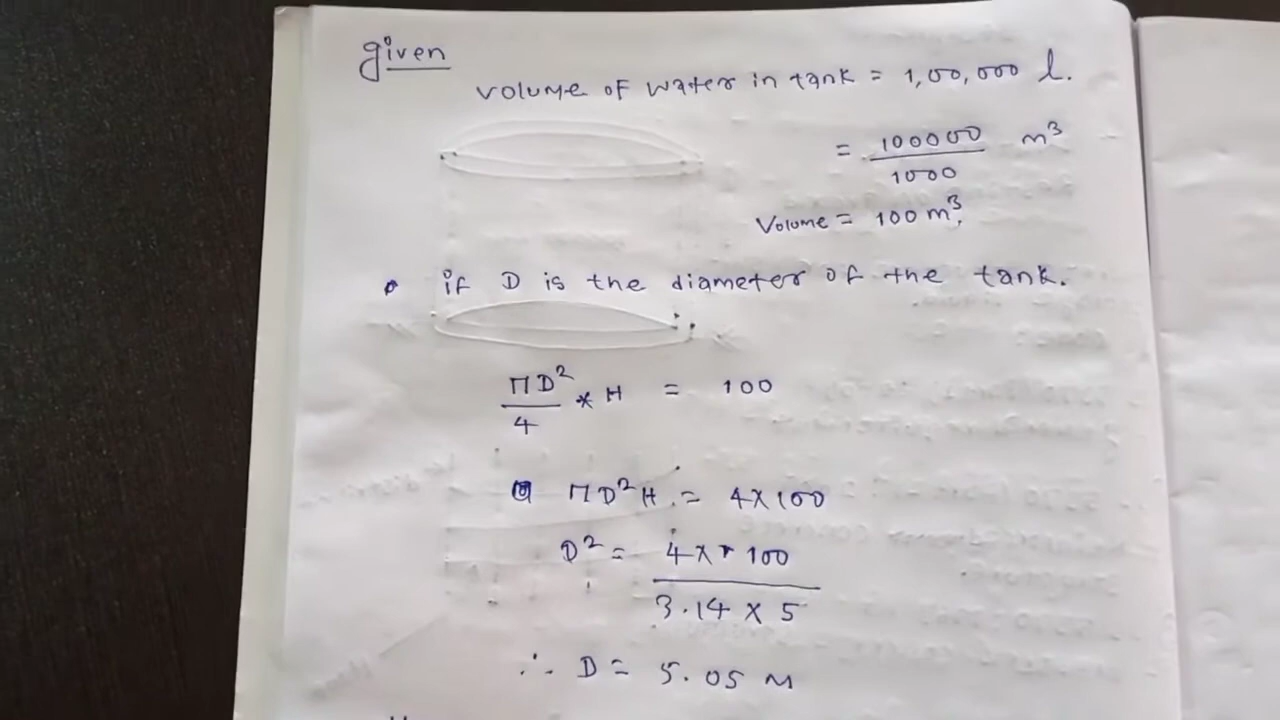 given
volume of water in tank = 1,00,000 l.
= 100000/1000 m³
Volume = 100 m³.
if D is the diameter of the tank.
ΠD²/4 * H = 100
ΠD²H = 4×100
D² = 4×100/3.14 × 5
∴ D = 5.05 M